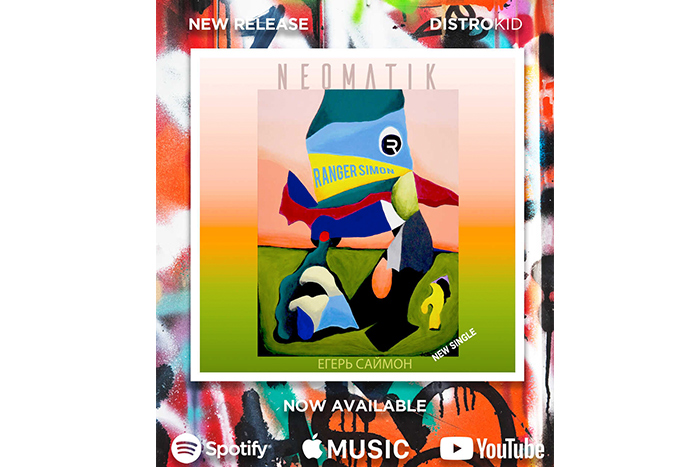 NEW RELEASE
DISTROKID
NEOMATIK
R
RANGER SIMON
NEW SINGLE
ЕГЕРЬ САЙМОН
NOW AVAILABLE
Spotify
MUSIC
YouTube